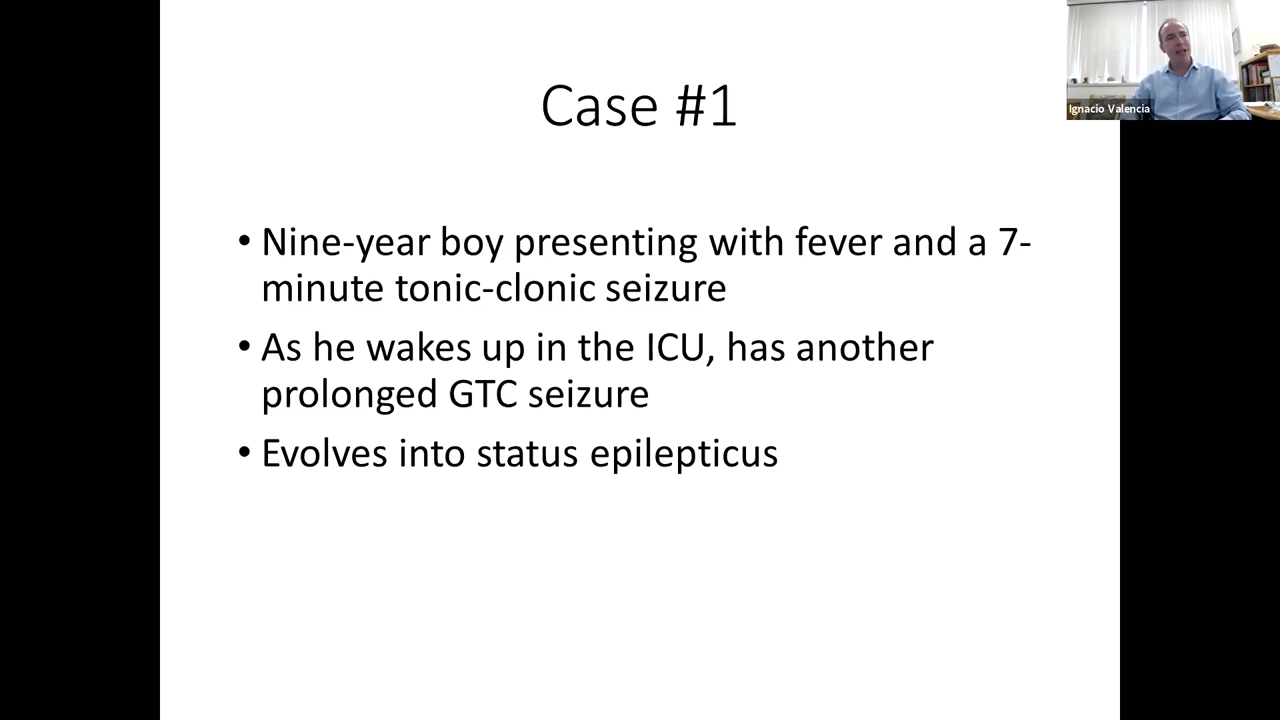 Ignacio Valencia
Case #1
• Nine-year boy presenting with fever and a 7-
minute tonic-clonic seizure
• As he wakes up in the ICU, has another
prolonged GTC seizure
• Evolves into status epilepticus